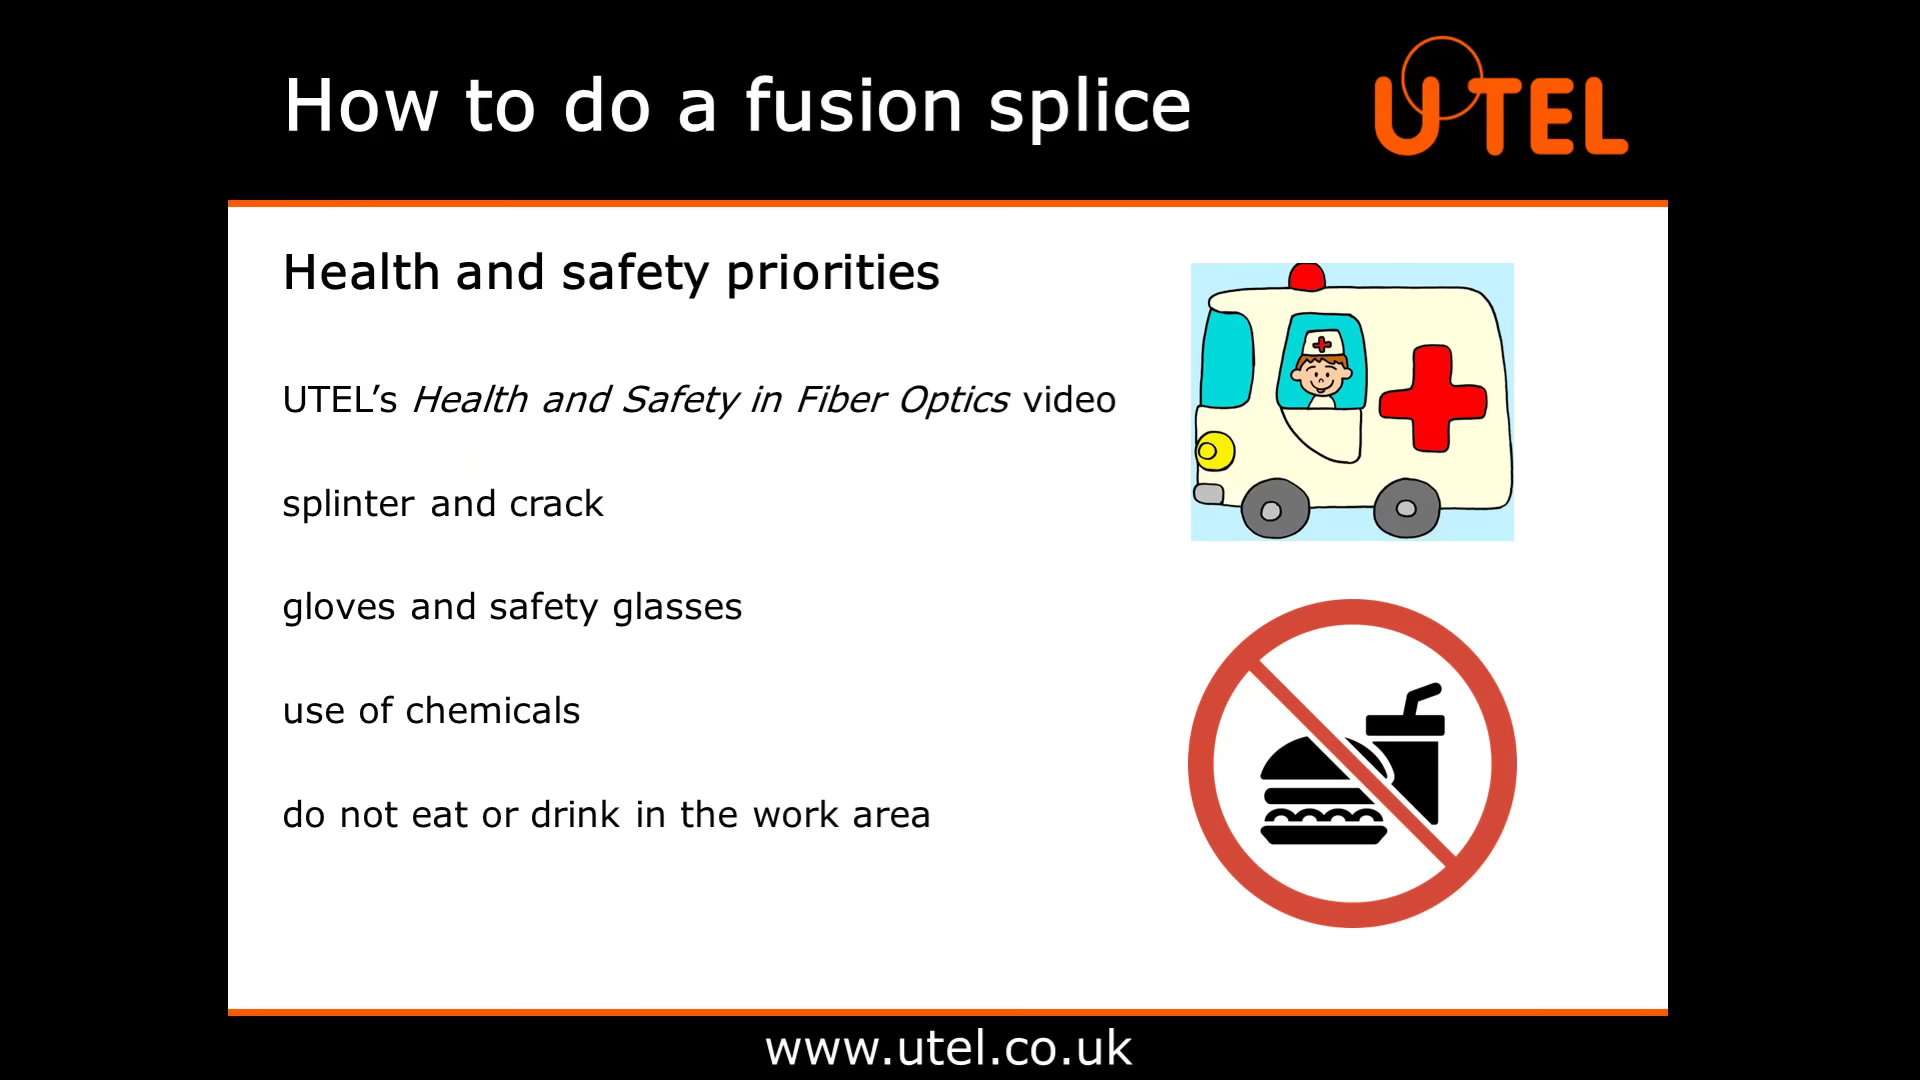 How to do a fusion splice
UTEL
Health and safety priorities
UTEL’s Health and Safety in Fiber Optics video
splinter and crack
gloves and safety glasses
use of chemicals
do not eat or drink in the work area
www.utel.co.uk